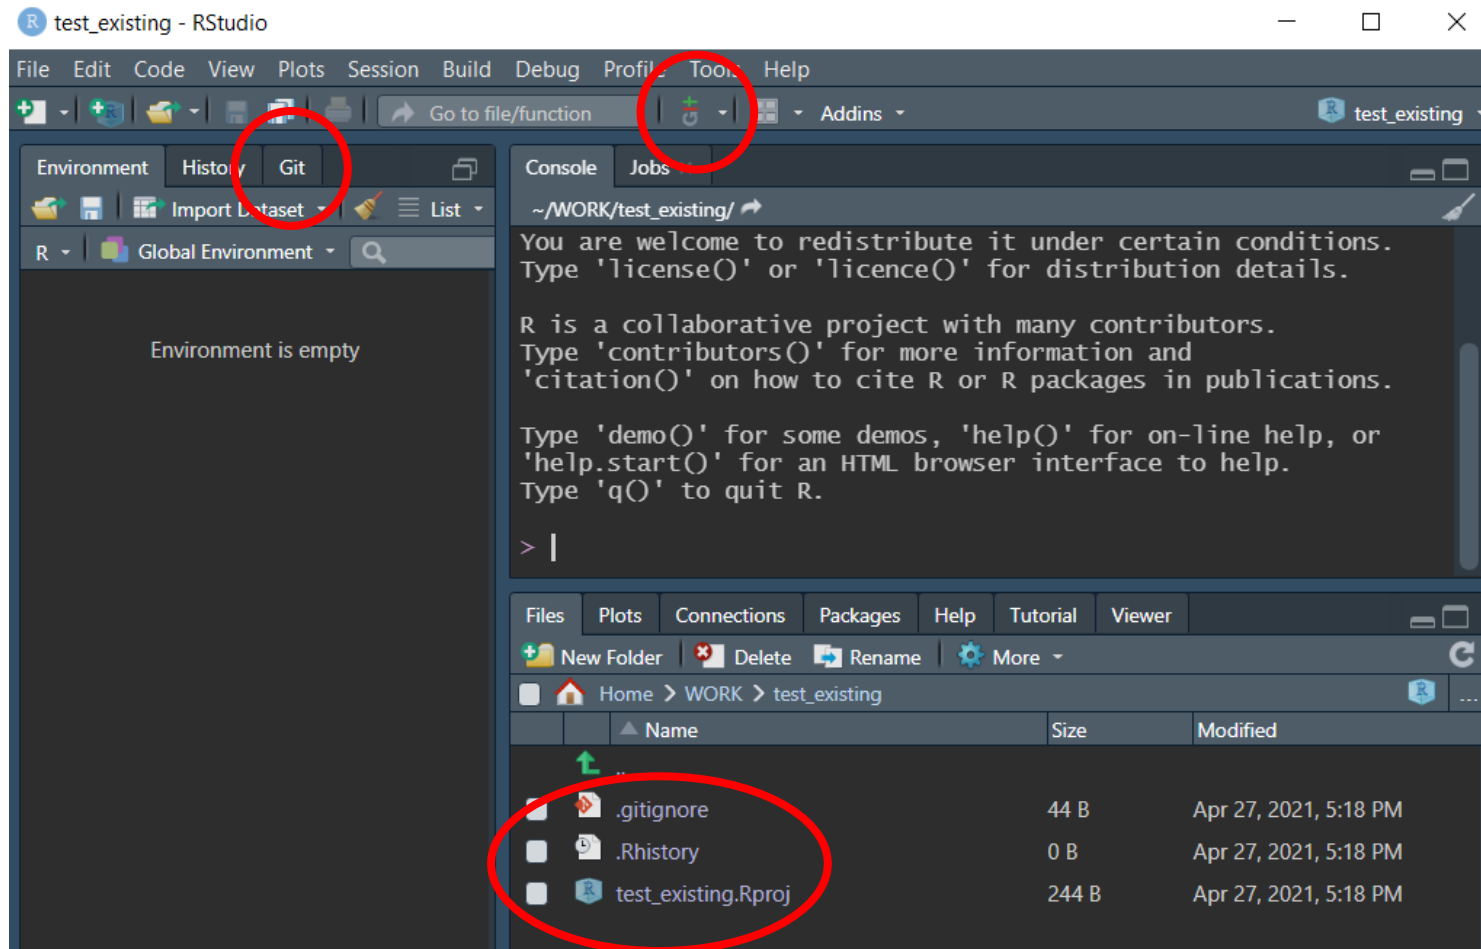 test_existing - RStudio
File Edit Code View Plots Session Build Debug Profile Tools Help
Go to file/function Addins test_existing
Environment History Git
Import Dataset List
R Global Environment
Environment is empty
Console Jobs
~/WORK/test_existing/
You are welcome to redistribute it under certain conditions.
Type 'license()' or 'licence()' for distribution details.
R is a collaborative project with many contributors.
Type 'contributors()' for more information and
'citation()' on how to cite R or R packages in publications.
Type 'demo()' for some demos, 'help()' for on-line help, or
'help.start()' for an HTML browser interface to help.
Type 'q()' to quit R.
>
Files Plots Connections Packages Help Tutorial Viewer
New Folder Delete Rename More
Home > WORK > test_existing ...
Name Size Modified
..
.gitignore 44 B Apr 27, 2021, 5:18 PM
.Rhistory 0 B Apr 27, 2021, 5:18 PM
test_existing.Rproj 244 B Apr 27, 2021, 5:18 PM